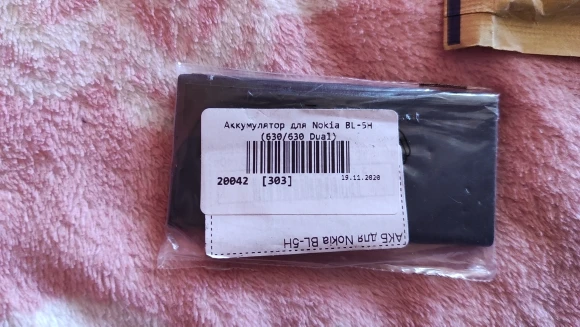 Аккумулятор для Nokia BL-5H
(630/630 Dual)
20042 [303]
19.11.2020
АКБ для Nokia BL-5H